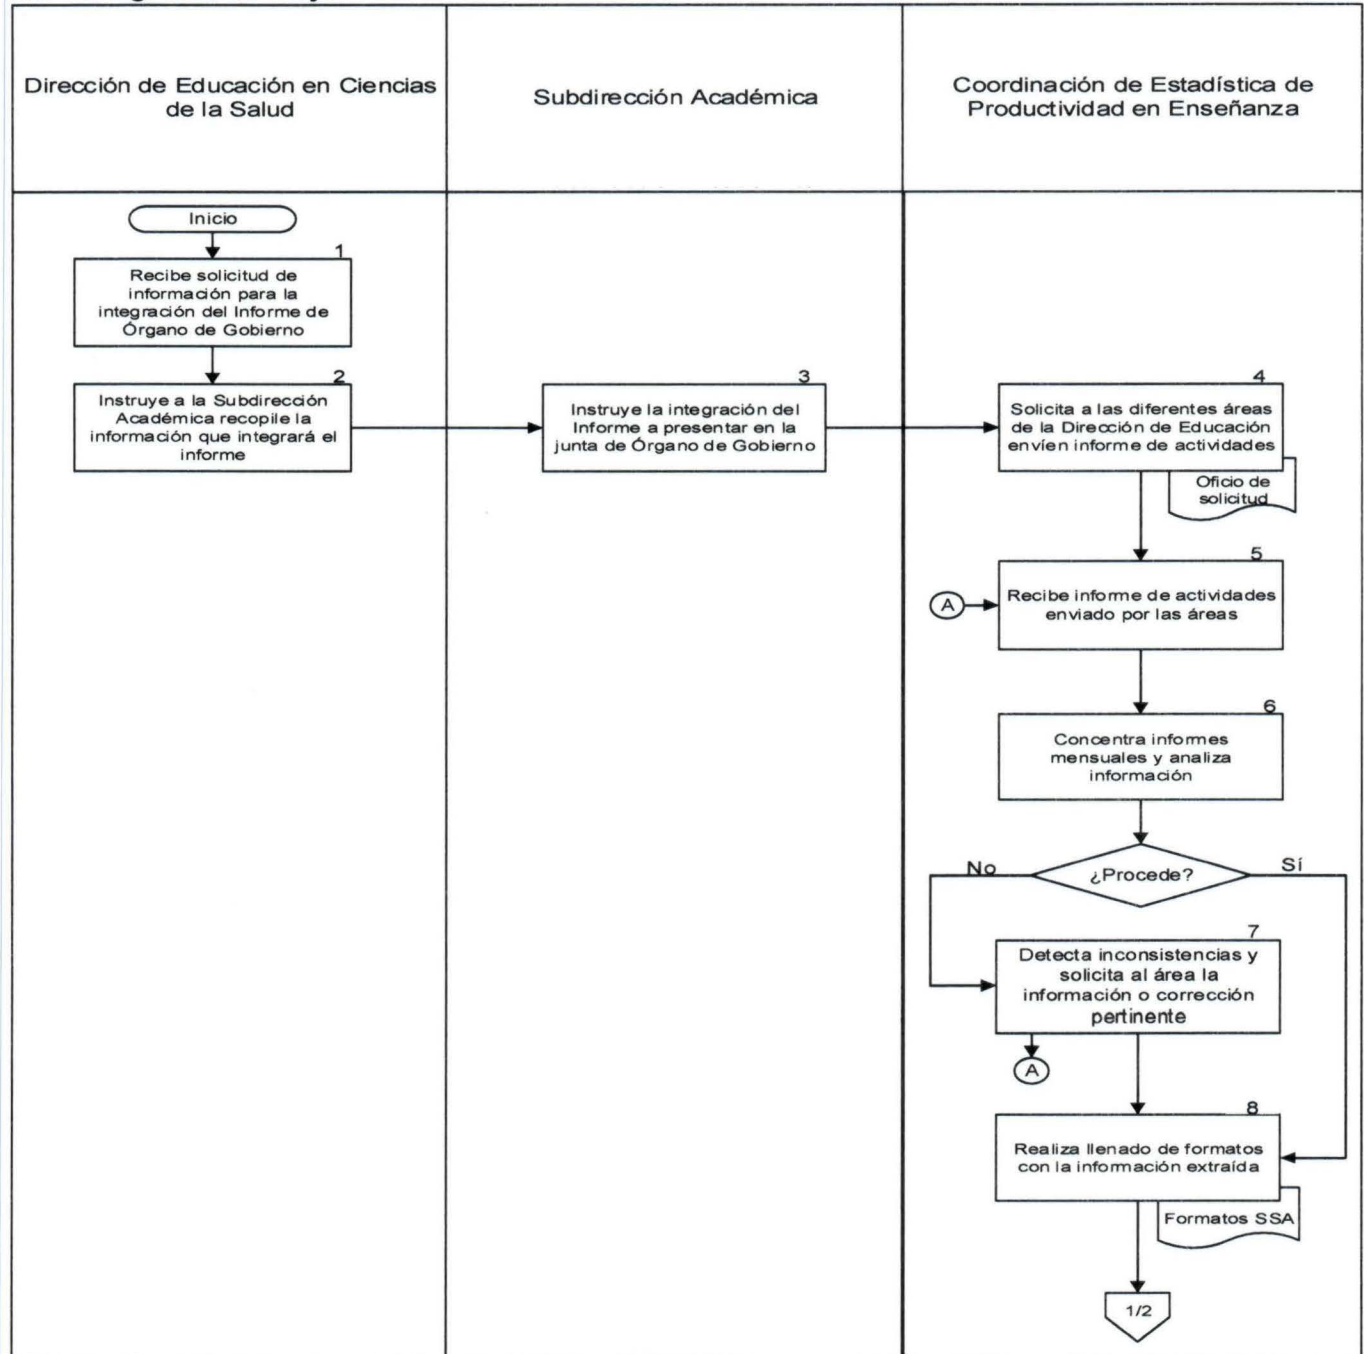 Dirección de Educación en Ciencias
de la Salud
Subdirección Académica
Coordinación de Estadística de
Productividad en Enseñanza
Inicio
1
Recibe solicitud de
información para la
integración del Informe de
Órgano de Gobierno
2
Instruye a la Subdirección
Académica recopile la
información que integrará el
informe
3
Instruye la integración del
Informe a presentar en la
junta de Órgano de Gobierno
4
Solicita a las diferentes áreas
de la Dirección de Educación
envíen informe de actividades
Oficio de
solicitud
5
A
Recibe informe de actividades
enviado por las áreas
6
Concentra informes
mensuales y analiza
información
No
¿Procede?
Sí
7
Detecta inconsistencias y
solicita al área la
información o corrección
pertinente
A
8
Realiza llenado de formatos
con la información extraída
Formatos SSA
1/2